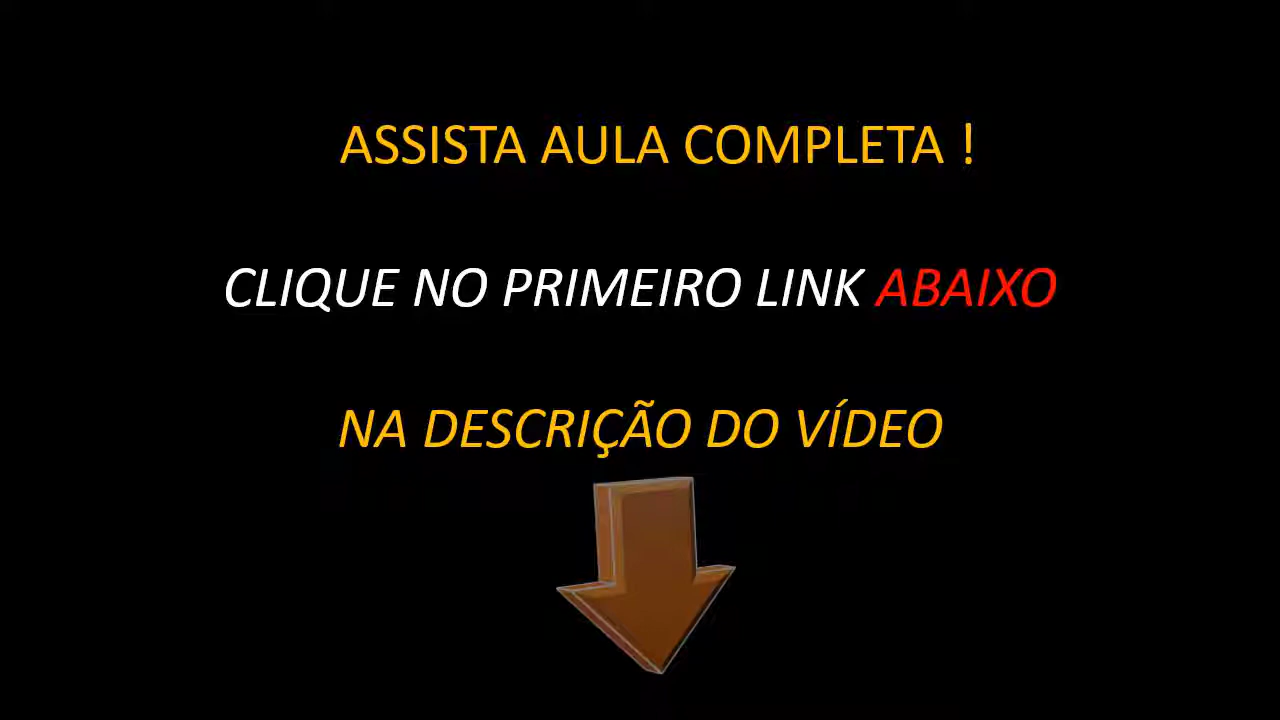 ASSISTA AULA COMPLETA !
CLIQUE NO PRIMEIRO LINK ABAIXO
NA DESCRIÇÃO DO VÍDEO